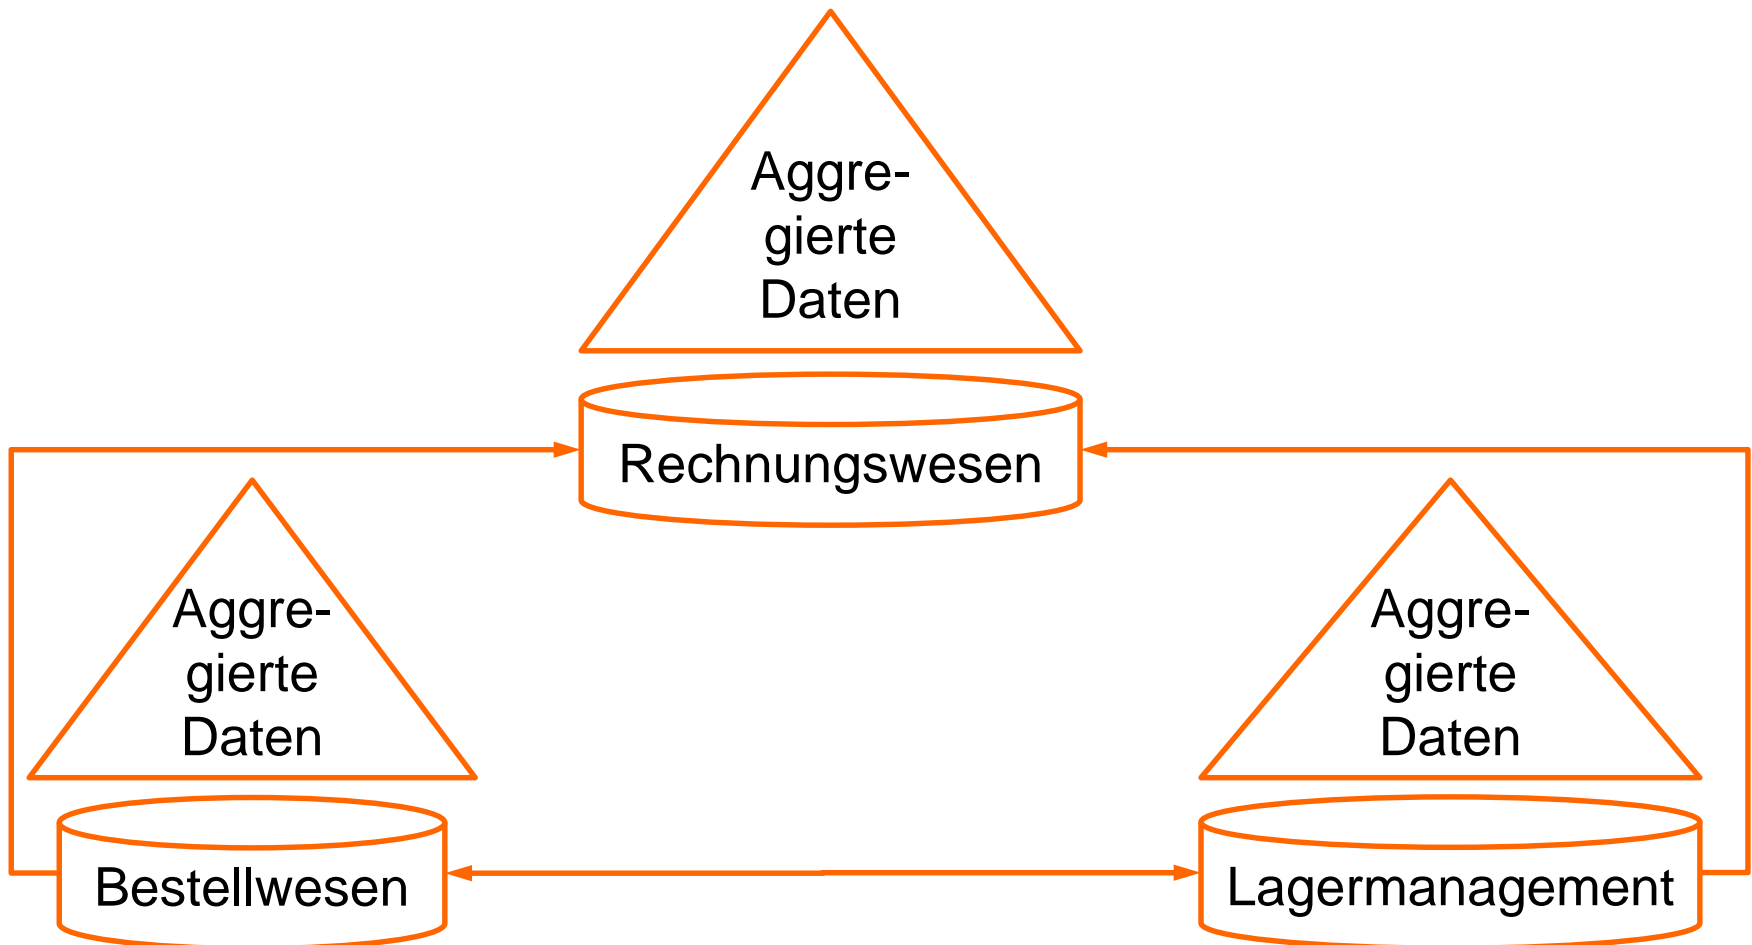 Aggre-
gierte
Daten
Rechnungswesen
Aggre-
gierte
Daten
Aggre-
gierte
Daten
Bestellwesen
Lagermanagement